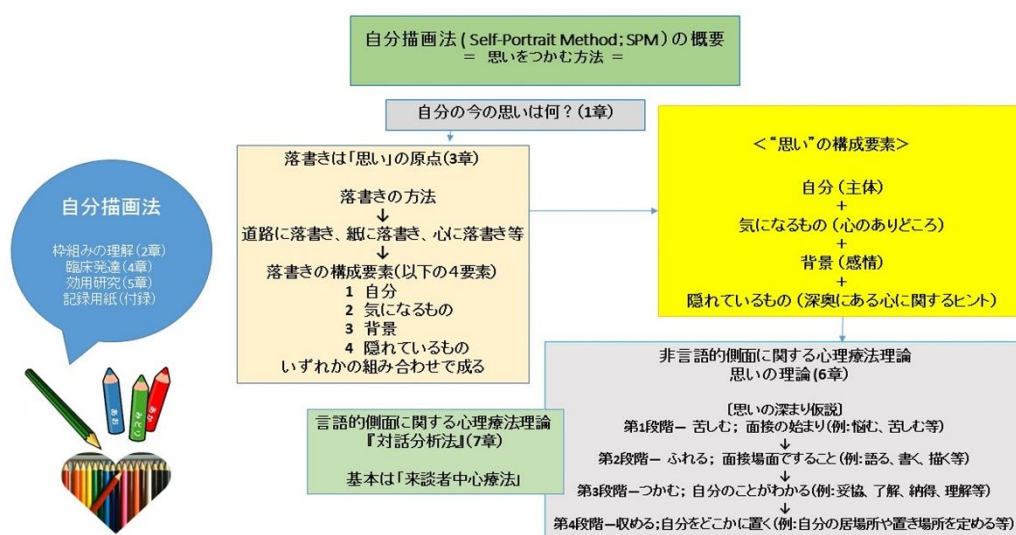 自分描画法(Self-Portrait Method;SPM)の概要
= 思いをつかむ方法 =
自分の今の思いは何?(1章)
落書きは「思い」の原点(3章)
落書きの方法
↓
道路に落書き、紙に落書き、心に落書き等
↓
落書きの構成要素(以下の4要素)
1 自分
2 気になるもの
3 背景
4 隠れているもの
いずれかの組み合わせで成る
<“思い”の構成要素>
自分(主体)
+
気になるもの(心のありどころ)
+
背景(感情)
+
隠れているもの(深奥にある心に関するヒント)
自分描画法
枠組みの理解(2章)
臨床発達(4章)
効用研究(5章)
記録用紙(付録)
あお
みどり
あか
言語的側面に関する心理療法理論
『対話分析法』(7章)
基本は「来談者中心療法」
非言語的側面に関する心理療法理論
思いの理論(6章)
[思いの深まり仮説]
第1段階ー 苦しむ; 面接の始まり(例:悩む、苦しむ等)
↓
第2段階ー ふれる; 面接場面ですること(例:語る、書く、描く等)
↓
第3段階ーつかむ; 自分のことがわかる(例:妥協、了解、納得、理解等)
↓
第4段階ー収める;自分をどこかに置く(例:自分の居場所や置き場所を定める等)